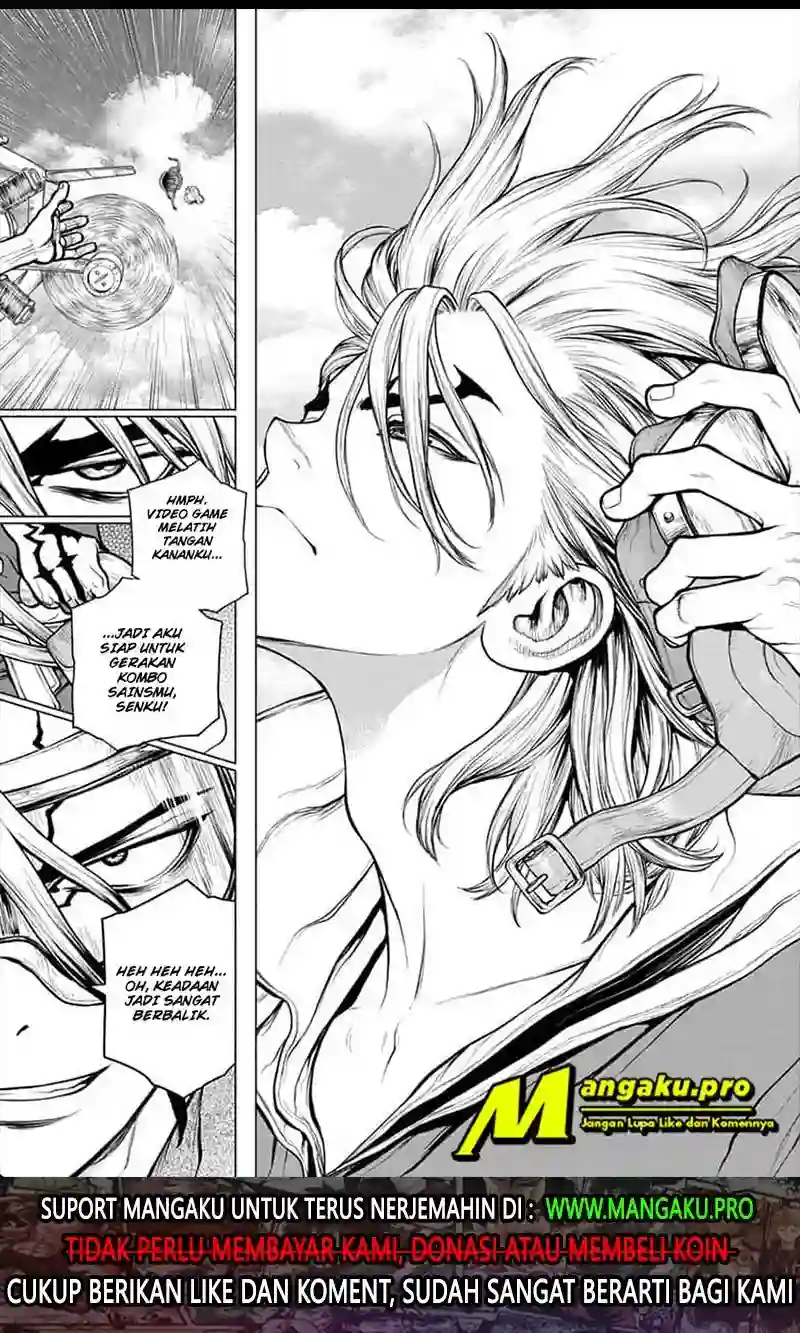 HMPH.
VIDEO GAME
MELATIH
TANGAN
KANANKU...
...JADI AKU
SIAP UNTUK
GERAKAN
KOMBO
SAINSMU,
SENKU!
HEH HEH HEH...
OH, KEADAAN
JADI SANGAT
BERBALIK.
Mangaku.pro
Jangan Lupa Like dan Komennya
SUPORT MANGAKU UNTUK TERUS NERJEMAHIN DI : WWW.MANGAKU.PRO
TIDAK PERLU MEMBAYAR KAMI, DONASI ATAU MEMBELI KOIN
CUKUP BERIKAN LIKE DAN KOMENT, SUDAH SANGAT BERARTI BAGI KAMI